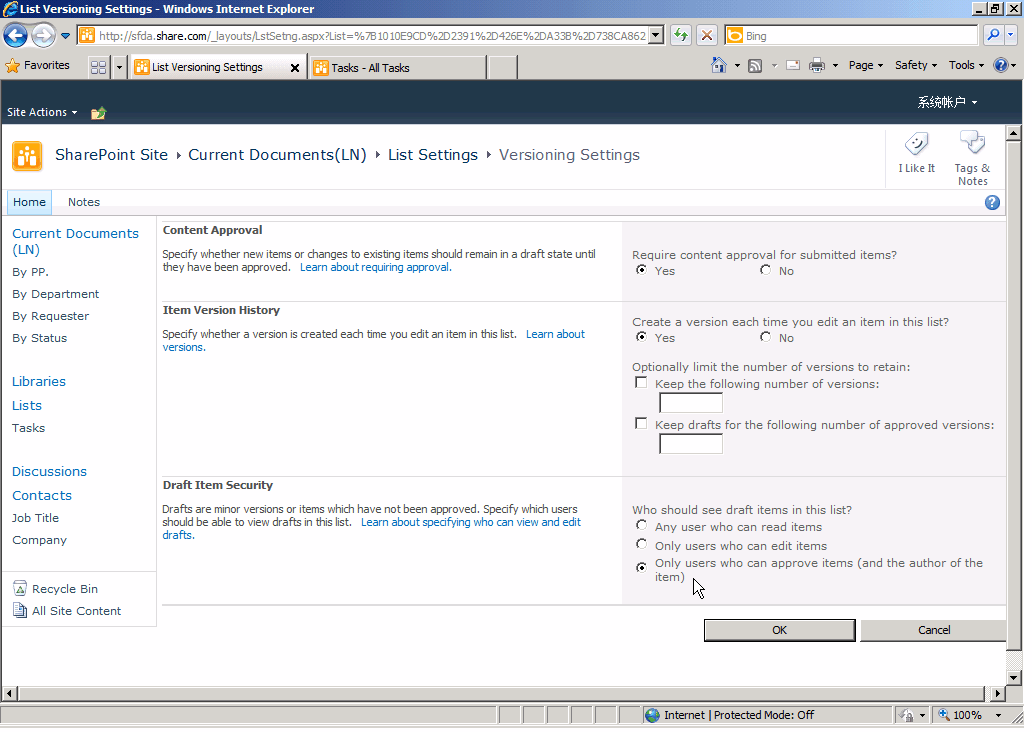 List Versioning Settings - Windows Internet Explorer
http://sfda.share.com/_layouts/LstSetng.aspx?List=%7B1010E9CD%2D2391%2D426E%2DA33B%2D738CA862
Bing
Favorites
List Versioning Settings
Tasks - All Tasks
Page
Safety
Tools
系统帐户
Site Actions
SharePoint Site
Current Documents(LN)
List Settings
Versioning Settings
I Like It
Tags &
Notes
Home
Notes
Current Documents
(LN)
By PP.
By Department
By Requester
By Status
Libraries
Lists
Tasks
Discussions
Contacts
Job Title
Company
Recycle Bin
All Site Content
Content Approval
Specify whether new items or changes to existing items should remain in a draft state until
they have been approved. Learn about requiring approval.
Require content approval for submitted items?
Yes No
Item Version History
Specify whether a version is created each time you edit an item in this list. Learn about
versions.
Create a version each time you edit an item in this list?
Yes No
Optionally limit the number of versions to retain:
Keep the following number of versions:
Keep drafts for the following number of approved versions:
Draft Item Security
Drafts are minor versions or items which have not been approved. Specify which users
should be able to view drafts in this list. Learn about specifying who can view and edit
drafts.
Who should see draft items in this list?
Any user who can read items
Only users who can edit items
Only users who can approve items (and the author of the
item)
OK
Cancel
Internet | Protected Mode: Off
100%